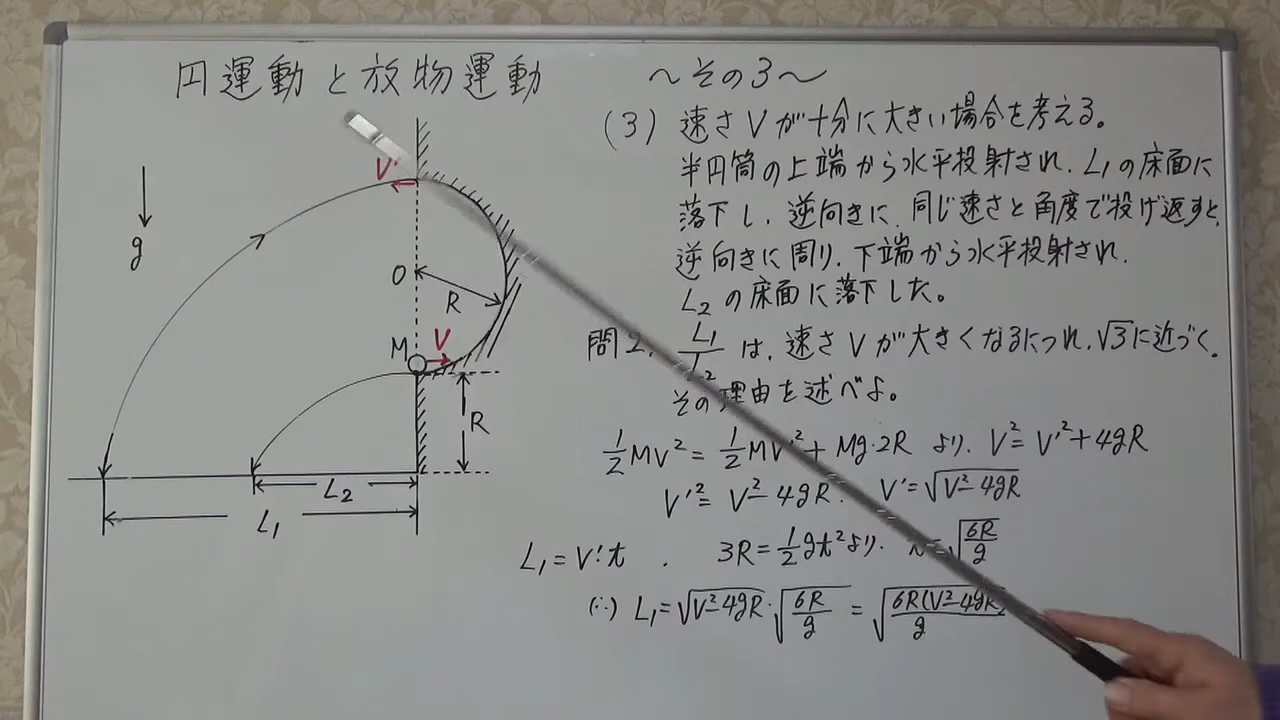 円運動と放物運動 〜その3〜
(3) 速さVが十分に大きい場合を考える。
半円筒の上端から水平投射され、L₁の床面に
落下し、逆向きに、同じ速さと角度で投げ返すと、
逆向きに周り、下端から水平投射され、
L₂の床面に落下した。
問2. L₁/L₂ は、速さVが大きくなるにつれ、√3に近づく。
その理由を述べよ。
½MV² = ½MV'² + Mg·2R より、V² = V'² + 4gR
V'² = V² - 4gR. V' = √(V² - 4gR)
L₁ = V'·t . 3R = ½gt² より. t = √(6R/g)
(∴) L₁ = √(V² - 4gR)·√(6R/g) = √(6R(V² - 4gR)/g)
g
V'
O
R
M
V
R
L₂
L₁